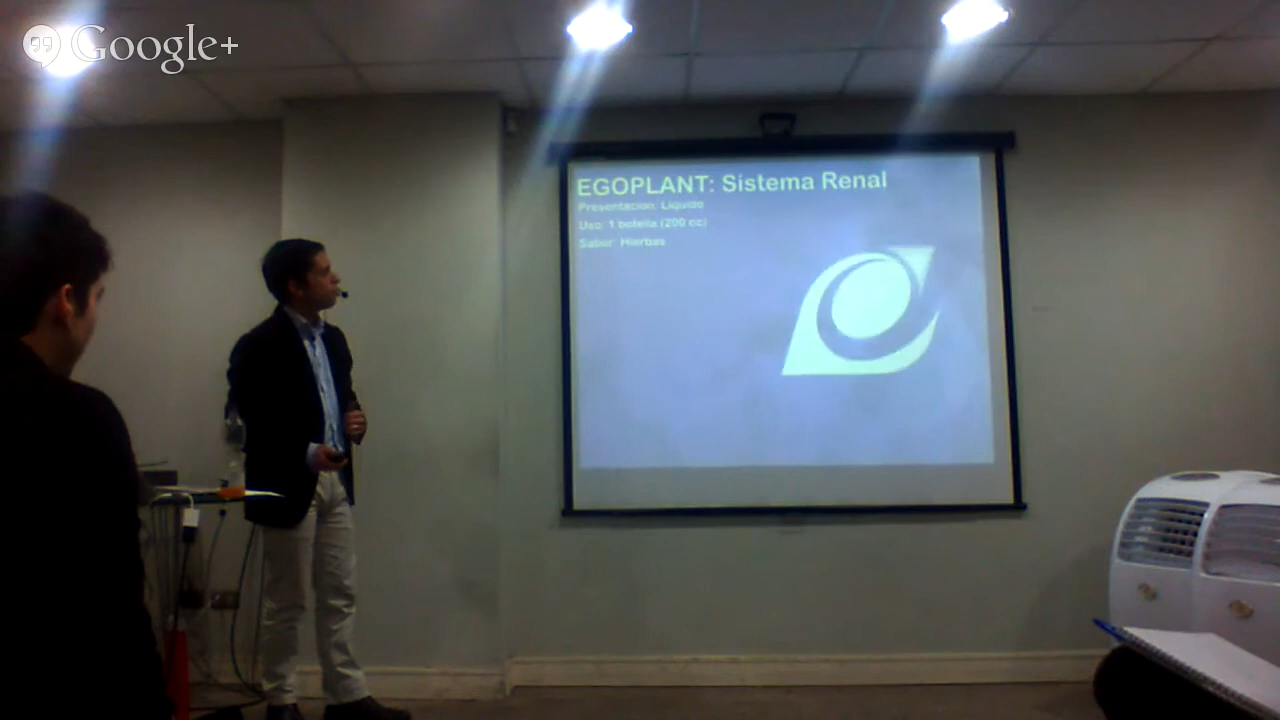 Google+
EGOPLANT: Sistema Renal
Presentacion: Liquido
Uso: 1 botella (200 cc)
Sabor: Hierbas